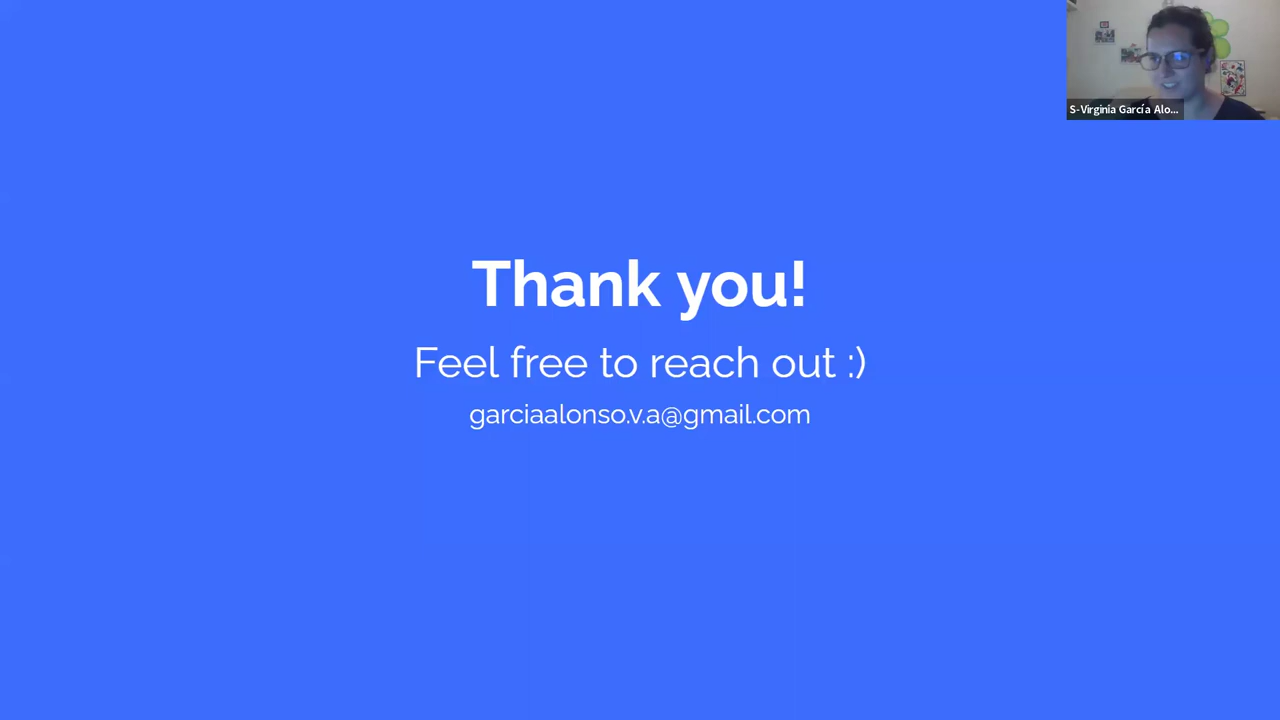 S-Virginia García Alo...
Thank you!
Feel free to reach out :)
garciaalonso.v.a@gmail.com